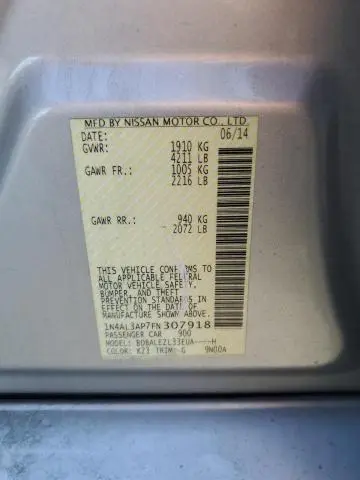 MFD BY NISSAN MOTOR CO., LTD.
DATE: 06/14
GVWR: 1910 KG
4211 LB
GAWR FR.: 1005 KG
2216 LB
GAWR RR.: 940 KG
2072 LB
THIS VEHICLE CONFORMS TO
ALL APPLICABLE FEDERAL
MOTOR VEHICLE SAFETY,
BUMPER, AND THEFT
PREVENTION STANDARDS IN
EFFECT ON THE DATE OF
MANUFACTURE SHOWN ABOVE.
1N4AL3AP7FN307918
PASSENGER CAR 900
MODEL: BDBALEZL33EUA----H
COLOR: K23 TRIM: G 9N00A